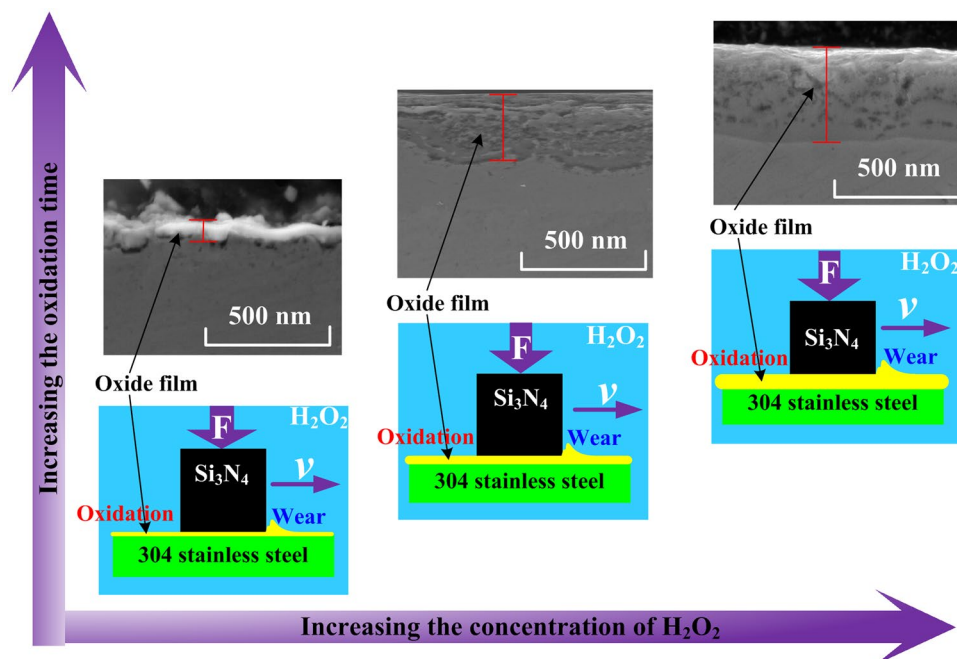 Increasing the oxidation time
500 nm
Oxide film
F
H₂O₂
Si₃N₄
v
Oxidation
Wear
304 stainless steel
500 nm
Oxide film
F
H₂O₂
Si₃N₄
v
Oxidation
Wear
304 stainless steel
500 nm
Oxide film
F
H₂O₂
Si₃N₄
v
Oxidation
Wear
304 stainless steel
Increasing the concentration of H₂O₂